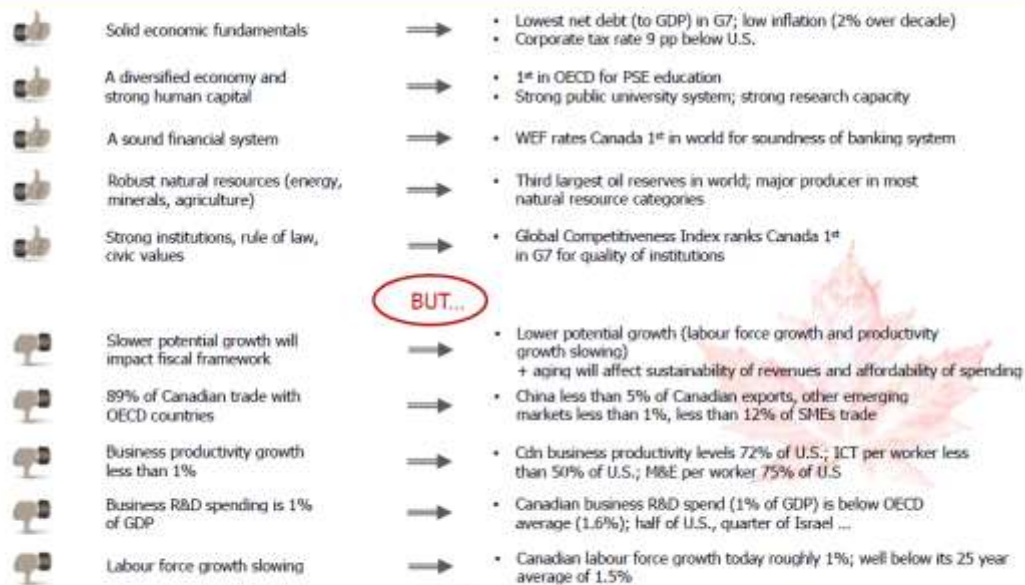 Solid economic fundamentals
• Lowest net debt (to GDP) in G7; low inflation (2% over decade)
• Corporate tax rate 9 pp below U.S.
A diversified economy and
strong human capital
• 1st in OECD for PSE education
• Strong public university system; strong research capacity
A sound financial system
• WEF rates Canada 1st in world for soundness of banking system
Robust natural resources (energy,
minerals, agriculture)
• Third largest oil reserves in world; major producer in most
natural resource categories
Strong institutions, rule of law,
civic values
• Global Competitiveness Index ranks Canada 1st
in G7 for quality of institutions
BUT...
Slower potential growth will
impact fiscal framework
• Lower potential growth (labour force growth and productivity
growth slowing)
+ aging will affect sustainability of revenues and affordability of spending
89% of Canadian trade with
OECD countries
• China less than 5% of Canadian exports, other emerging
markets less than 1%, less than 12% of SMEs trade
Business productivity growth
less than 1%
• Cdn business productivity levels 72% of U.S.; ICT per worker less
than 50% of U.S.; M&E per worker 75% of U.S
Business R&D spending is 1%
of GDP
• Canadian business R&D spend (1% of GDP) is below OECD
average (1.6%); half of U.S., quarter of Israel ...
Labour force growth slowing
• Canadian labour force growth today roughly 1%; well below its 25 year
average of 1.5%